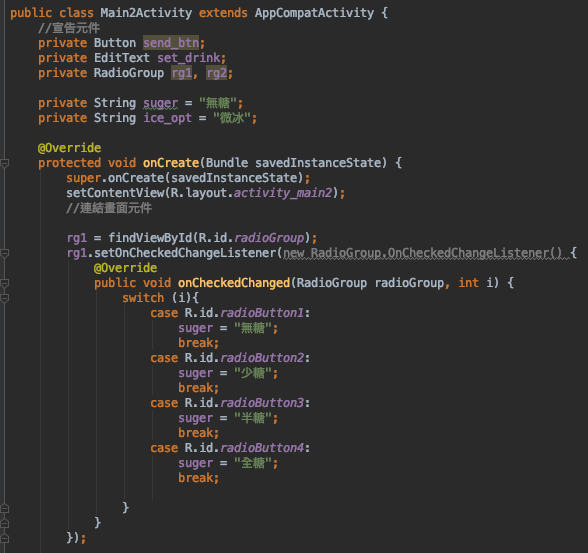 public class Main2Activity extends AppCompatActivity {
//宣告元件
private Button send_btn;
private EditText set_drink;
private RadioGroup rg1, rg2;
private String suger = "無糖";
private String ice_opt = "微冰";
@Override
protected void onCreate(Bundle savedInstanceState) {
super.onCreate(savedInstanceState);
setContentView(R.layout.activity_main2);
//連結畫面元件
rg1 = findViewById(R.id.radioGroup);
rg1.setOnCheckedChangeListener(new RadioGroup.OnCheckedChangeListener() {
@Override
public void onCheckedChanged(RadioGroup radioGroup, int i) {
switch (i){
case R.id.radioButton1:
suger = "無糖";
break;
case R.id.radioButton2:
suger = "少糖";
break;
case R.id.radioButton3:
suger = "半糖";
break;
case R.id.radioButton4:
suger = "全糖";
break;
}
}
});